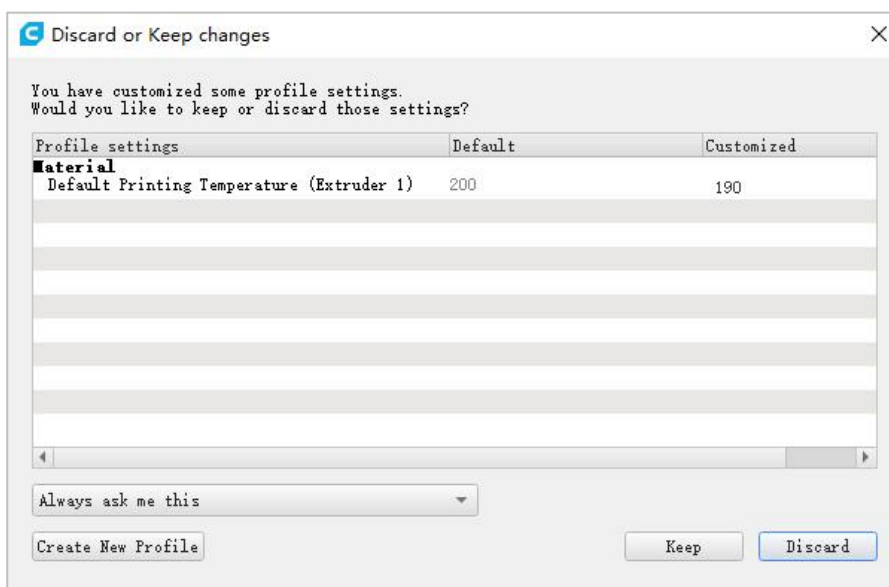 Discard or Keep changes
You have customized some profile settings.
Would you like to keep or discard those settings?
Profile settings Default Customized
Material
Default Printing Temperature (Extruder 1) 200 190
Always ask me this
Create New Profile Keep Discard